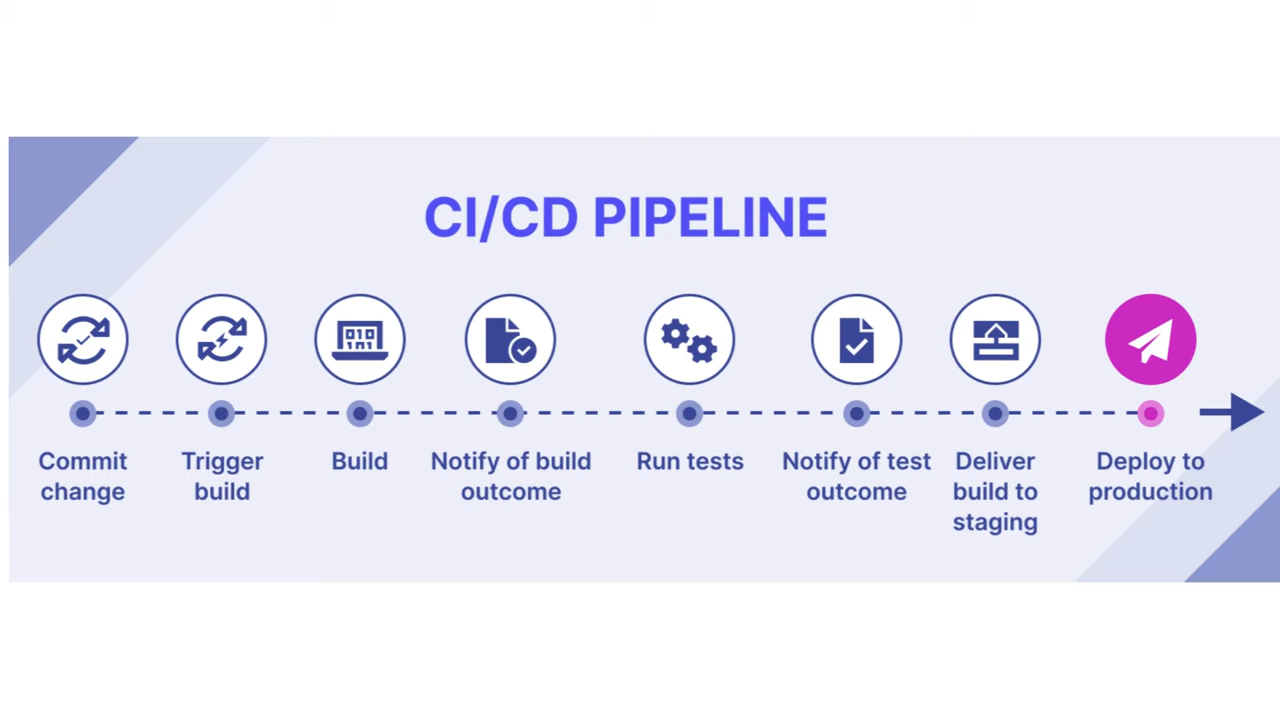 CI/CD PIPELINE
Commit
change
Trigger
build
Build
Notify of build
outcome
Run tests
Notify of test
outcome
Deliver
build to
staging
Deploy to
production